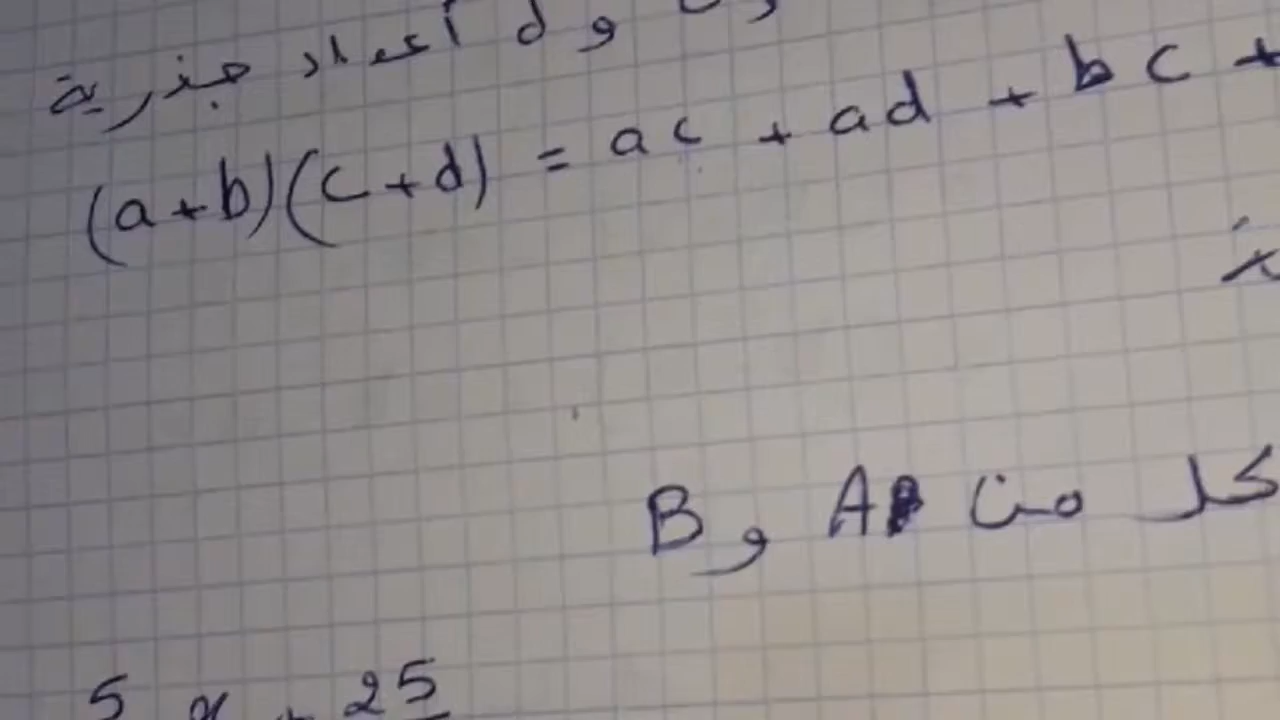 و d أعداد جذرية
(a+b)(c+d) = ac + ad + bc +
كل من A و B
5 x + 25